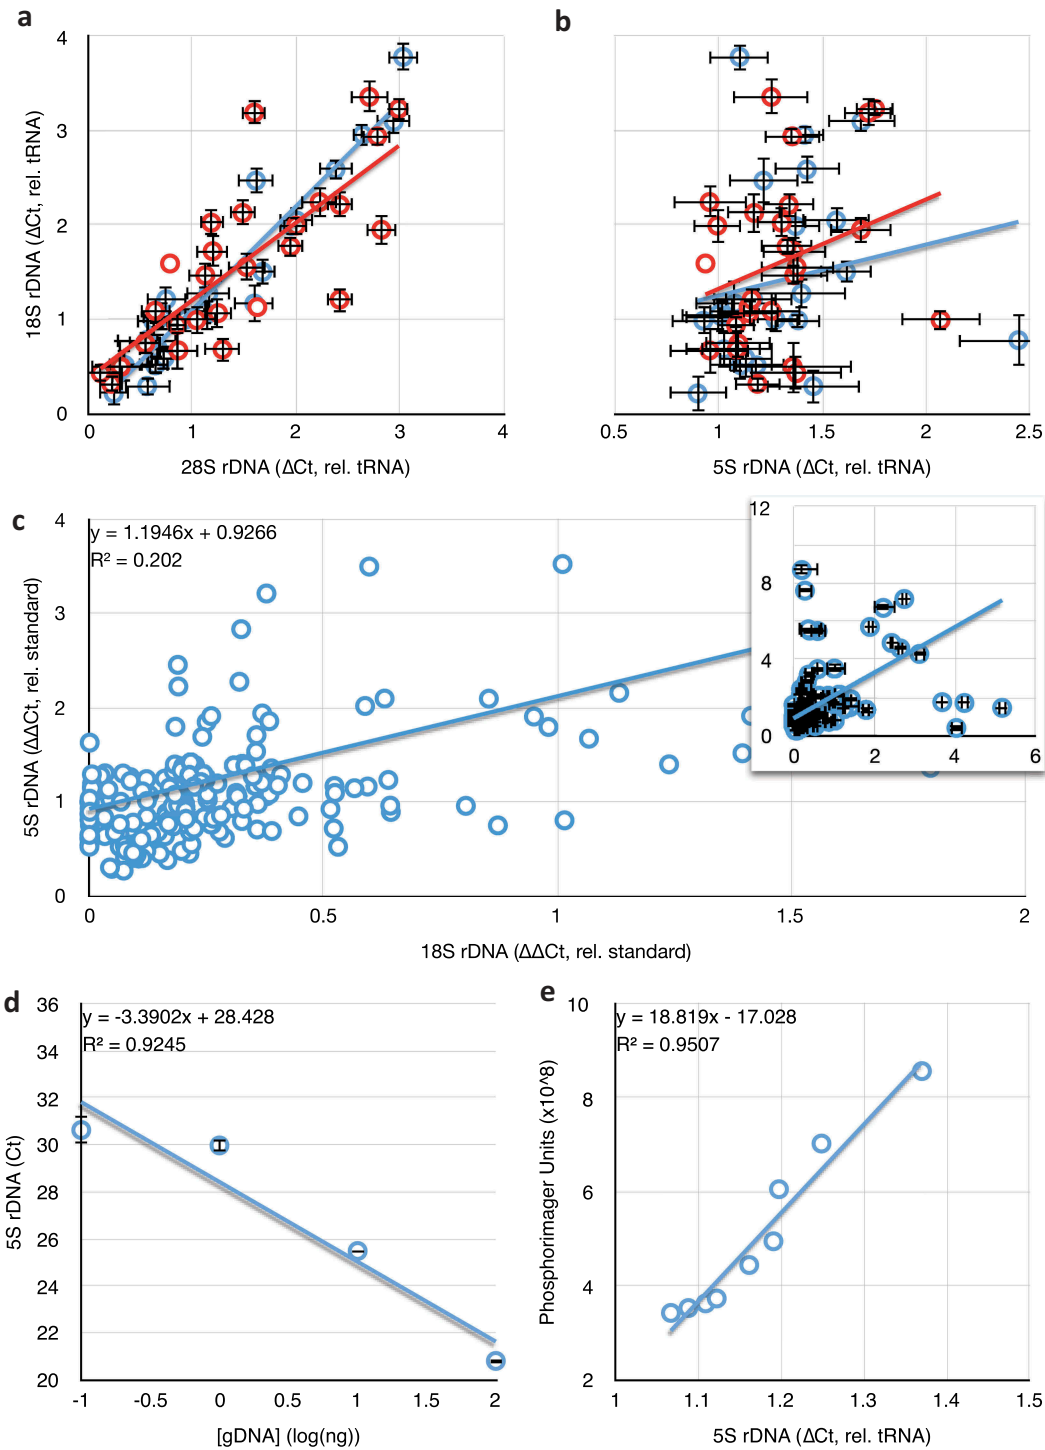 a
b
4
3
2
1
0
18S rDNA (ΔCt, rel. tRNA)
0 1 2 3 4
28S rDNA (ΔCt, rel. tRNA)
0.5 1 1.5 2 2.5
5S rDNA (ΔCt, rel. tRNA)
c
y = 1.1946x + 0.9266
R² = 0.202
4
3
2
1
0
5S rDNA (ΔΔCt, rel. standard)
0 0.5 1 1.5 2
18S rDNA (ΔΔCt, rel. standard)
12
8
4
0
0 2 4 6
d
y = -3.3902x + 28.428
R² = 0.9245
36
34
32
30
28
26
24
22
20
5S rDNA (Ct)
-1 -0.5 0 0.5 1 1.5 2
[gDNA] (log(ng))
e
y = 18.819x - 17.028
R² = 0.9507
10
8
6
4
2
Phosphorimager Units (x10^8)
1 1.1 1.2 1.3 1.4 1.5
5S rDNA (ΔCt, rel. tRNA)